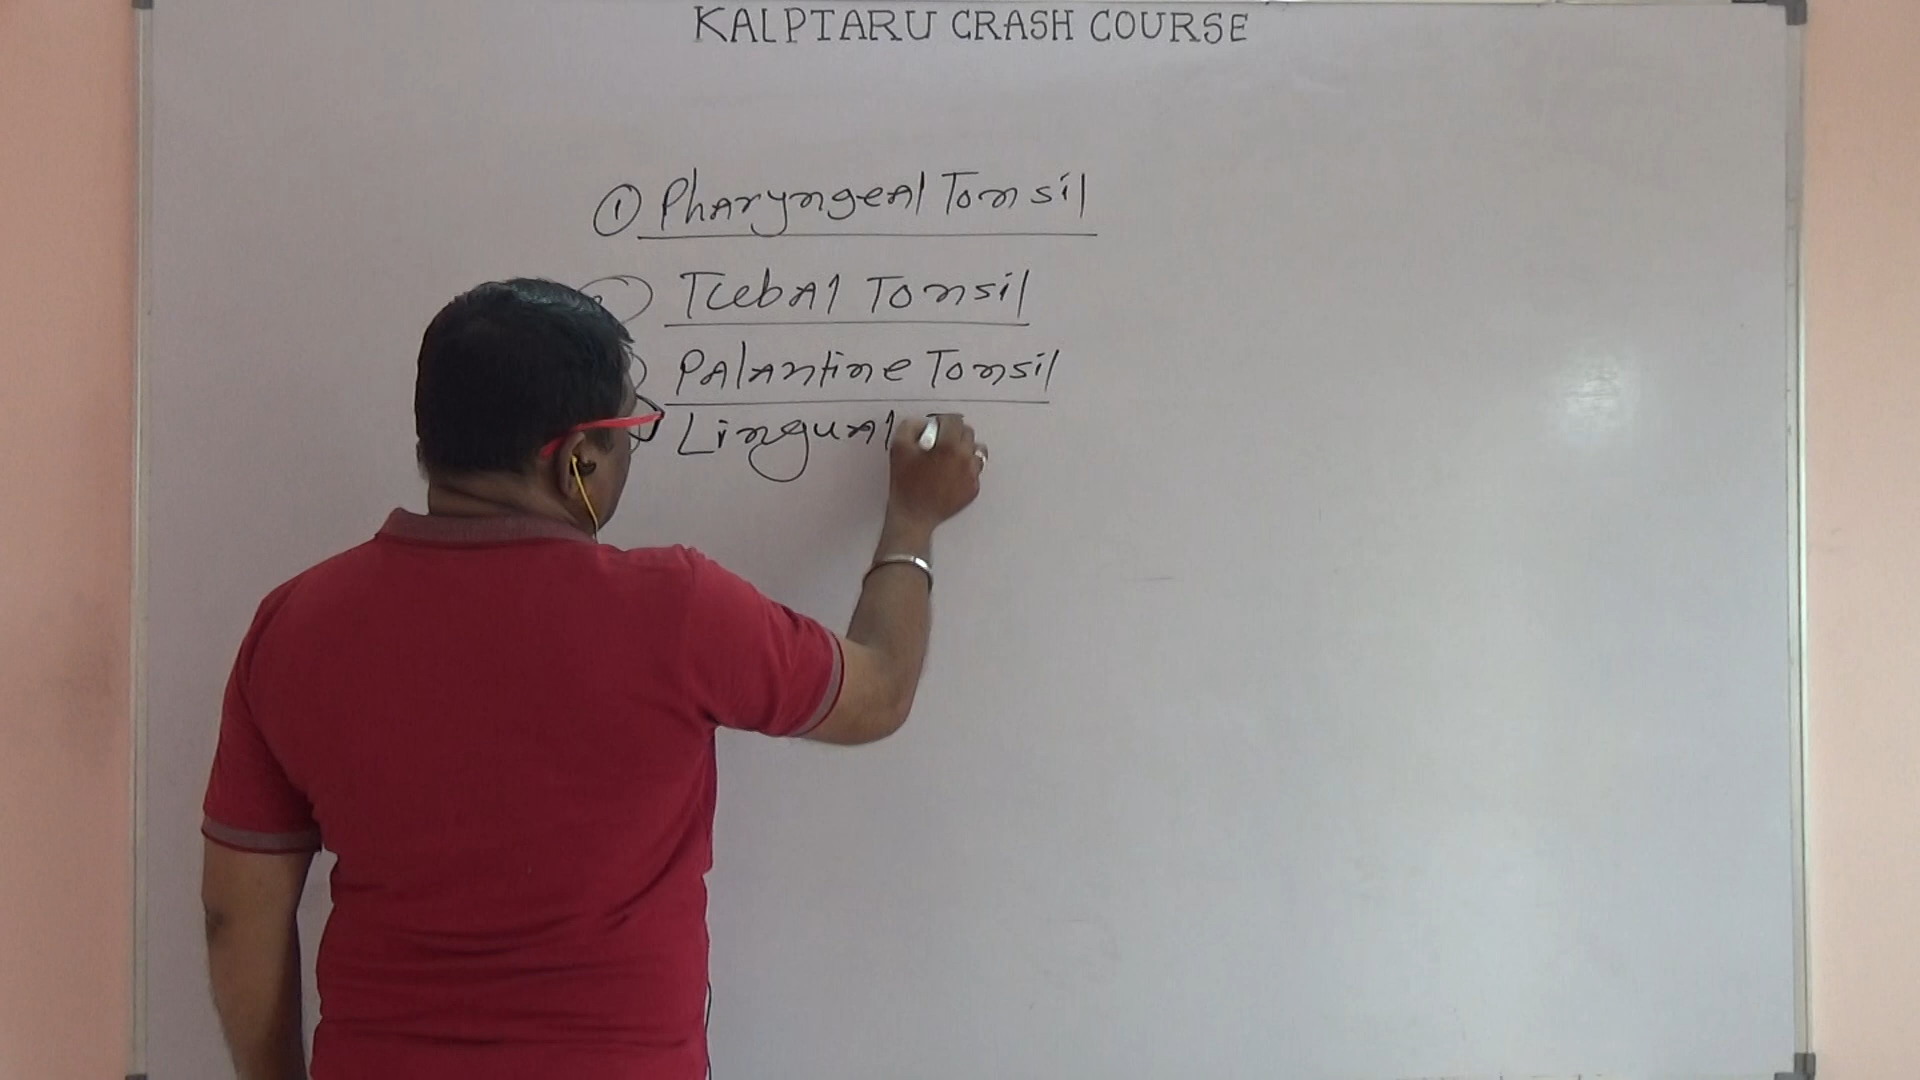 KALPTARU CRASH COURSE
① Pharyngeal Tonsil
Tubal Tonsil
Palantine Tonsil
Lingual T